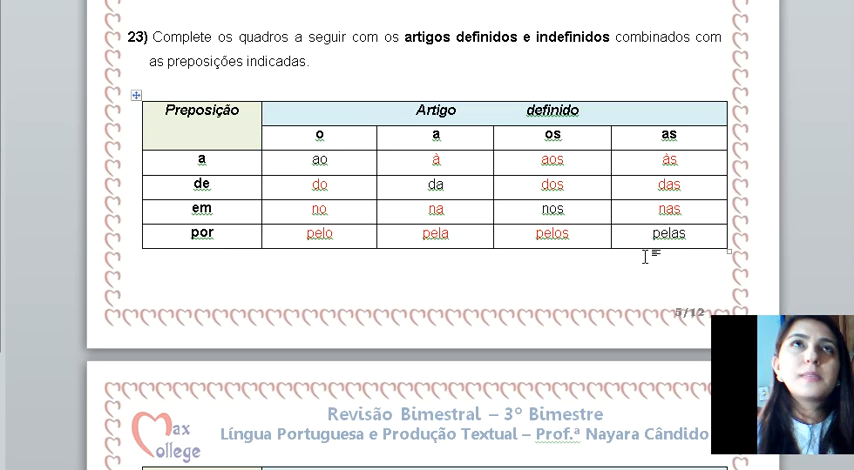 23) Complete os quadros a seguir com os artigos definidos e indefinidos combinados com
as preposições indicadas.
Preposição Artigo definido
o a os as
a ao à aos às
de do da dos das
em no na nos nas
por pelo pela pelos pelas
5/12
Max
College
Revisão Bimestral – 3º Bimestre
Língua Portuguesa e Produção Textual – Prof.ª Nayara Cândido